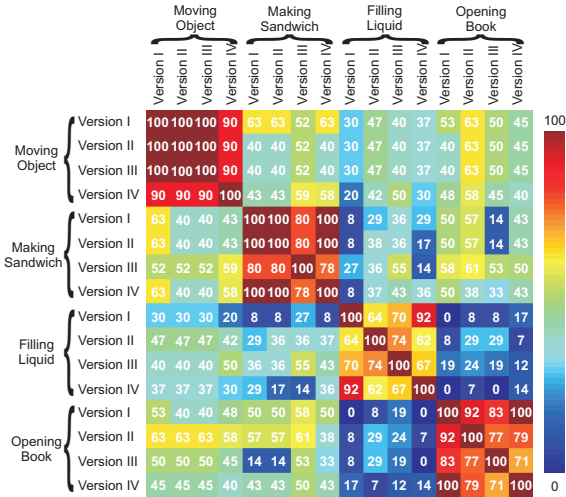 Moving Object Making Sandwich Filling Liquid Opening Book
Version I Version II Version III Version IV Version I Version II Version III Version IV Version I Version II Version III Version IV Version I Version II Version III Version IV
Moving Object
Version I 100 100 100 90 63 63 52 63 30 47 40 37 53 63 50 45
Version II 100 100 100 90 40 40 52 40 30 47 40 37 40 63 50 45
Version III 100 100 100 90 40 40 52 40 30 47 40 37 40 63 50 45
Version IV 90 90 90 100 43 43 59 58 20 42 50 30 48 58 45 40
Making Sandwich
Version I 63 40 40 43 100 100 80 100 8 29 36 29 50 57 14 43
Version II 63 40 40 43 100 100 80 100 8 38 36 17 50 57 14 43
Version III 52 52 52 59 80 80 100 78 27 36 55 14 58 61 53 50
Version IV 63 40 40 58 100 100 78 100 8 37 43 36 50 38 33 43
Filling Liquid
Version I 30 30 30 20 8 8 27 8 100 64 70 92 0 8 8 17
Version II 47 47 47 42 29 36 36 37 64 100 74 62 8 29 29 7
Version III 40 40 40 50 36 36 55 43 70 74 100 67 19 24 19 12
Version IV 37 37 37 30 29 17 14 36 92 62 67 100 0 7 0 14
Opening Book
Version I 53 40 40 48 50 50 58 50 0 8 19 0 100 92 83 100
Version II 63 63 63 58 57 57 61 38 8 29 24 7 92 100 77 79
Version III 50 50 50 45 14 14 53 33 8 29 19 0 83 77 100 71
Version IV 45 45 45 40 43 43 50 43 17 7 12 14 100 79 71 100
100
0